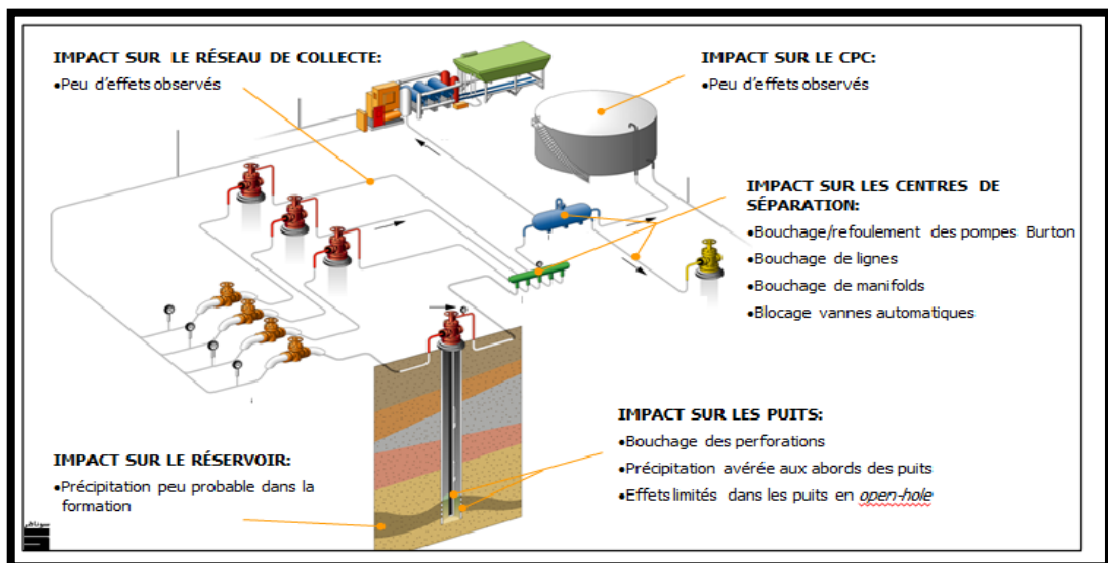 IMPACT SUR LE RÉSEAU DE COLLECTE:
•Peu d'effets observés
IMPACT SUR LE CPC:
•Peu d'effets observés
IMPACT SUR LES CENTRES DE
SÉPARATION:
•Bouchage/refoulement des pompes Burton
•Bouchage de lignes
•Bouchage de manifolds
•Blocage vannes automatiques
IMPACT SUR LES PUITS:
•Bouchage des perforations
•Précipitation avérée aux abords des puits
•Effets limités dans les puits en open-hole
IMPACT SUR LE RÉSERVOIR:
•Précipitation peu probable dans la
formation
سوناطراك